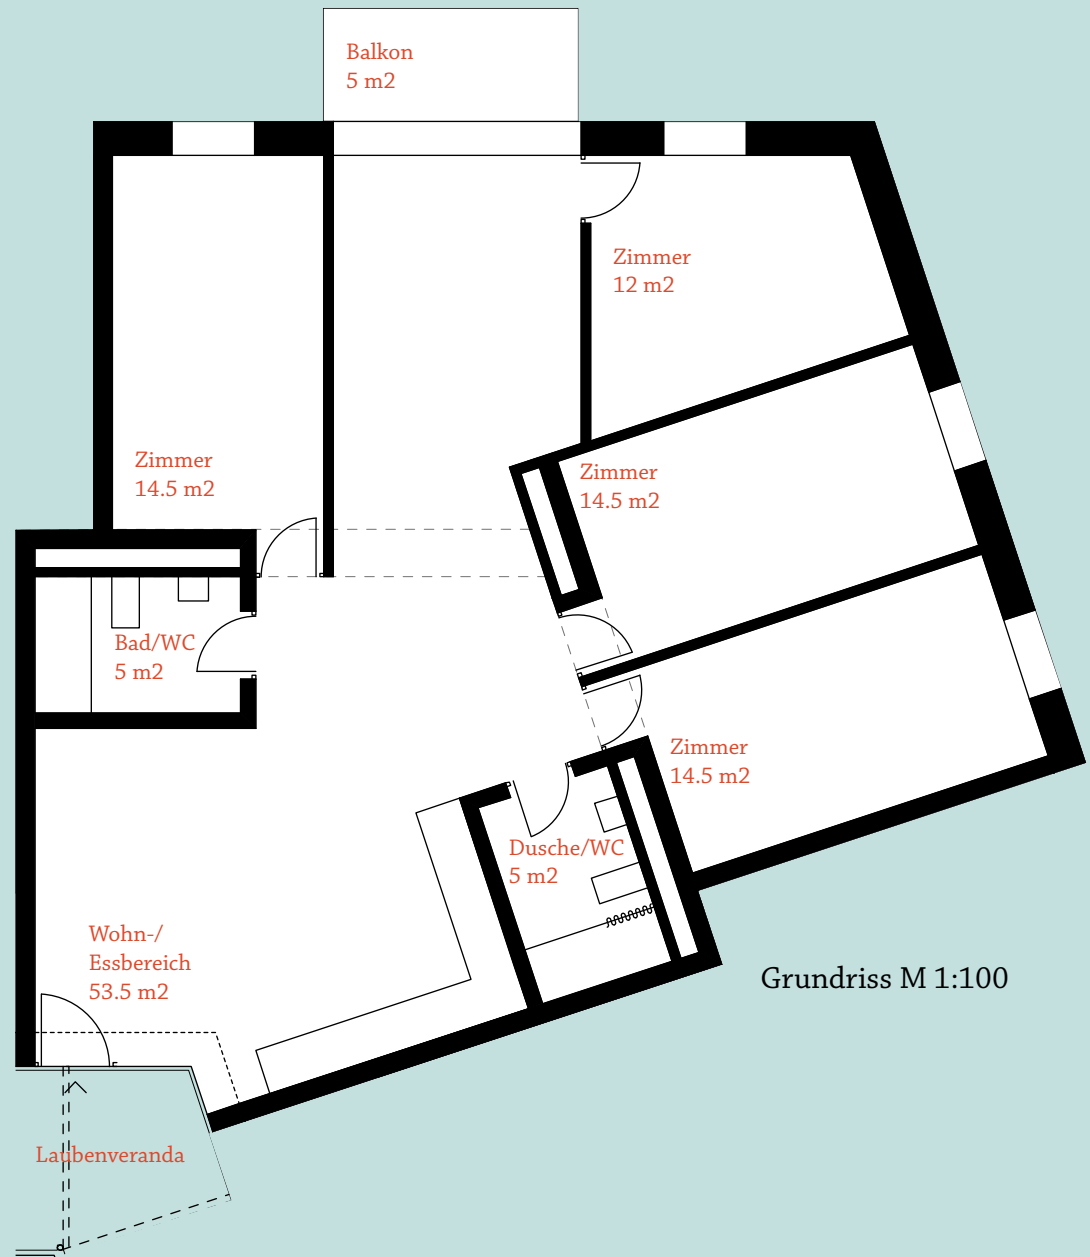 Balkon
5 m2
Zimmer
12 m2
Zimmer
14.5 m2
Zimmer
14.5 m2
Bad/WC
5 m2
Zimmer
14.5 m2
Dusche/WC
5 m2
Wohn-/
Essbereich
53.5 m2
Grundriss M 1:100
Laubenveranda